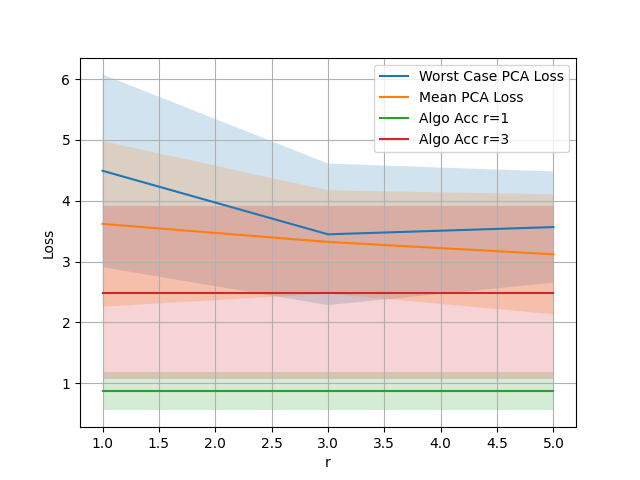 Worst Case PCA Loss
Mean PCA Loss
Algo Acc r=1
Algo Acc r=3
6
5
4
3
2
1
Loss
1.0 1.5 2.0 2.5 3.0 3.5 4.0 4.5 5.0
r